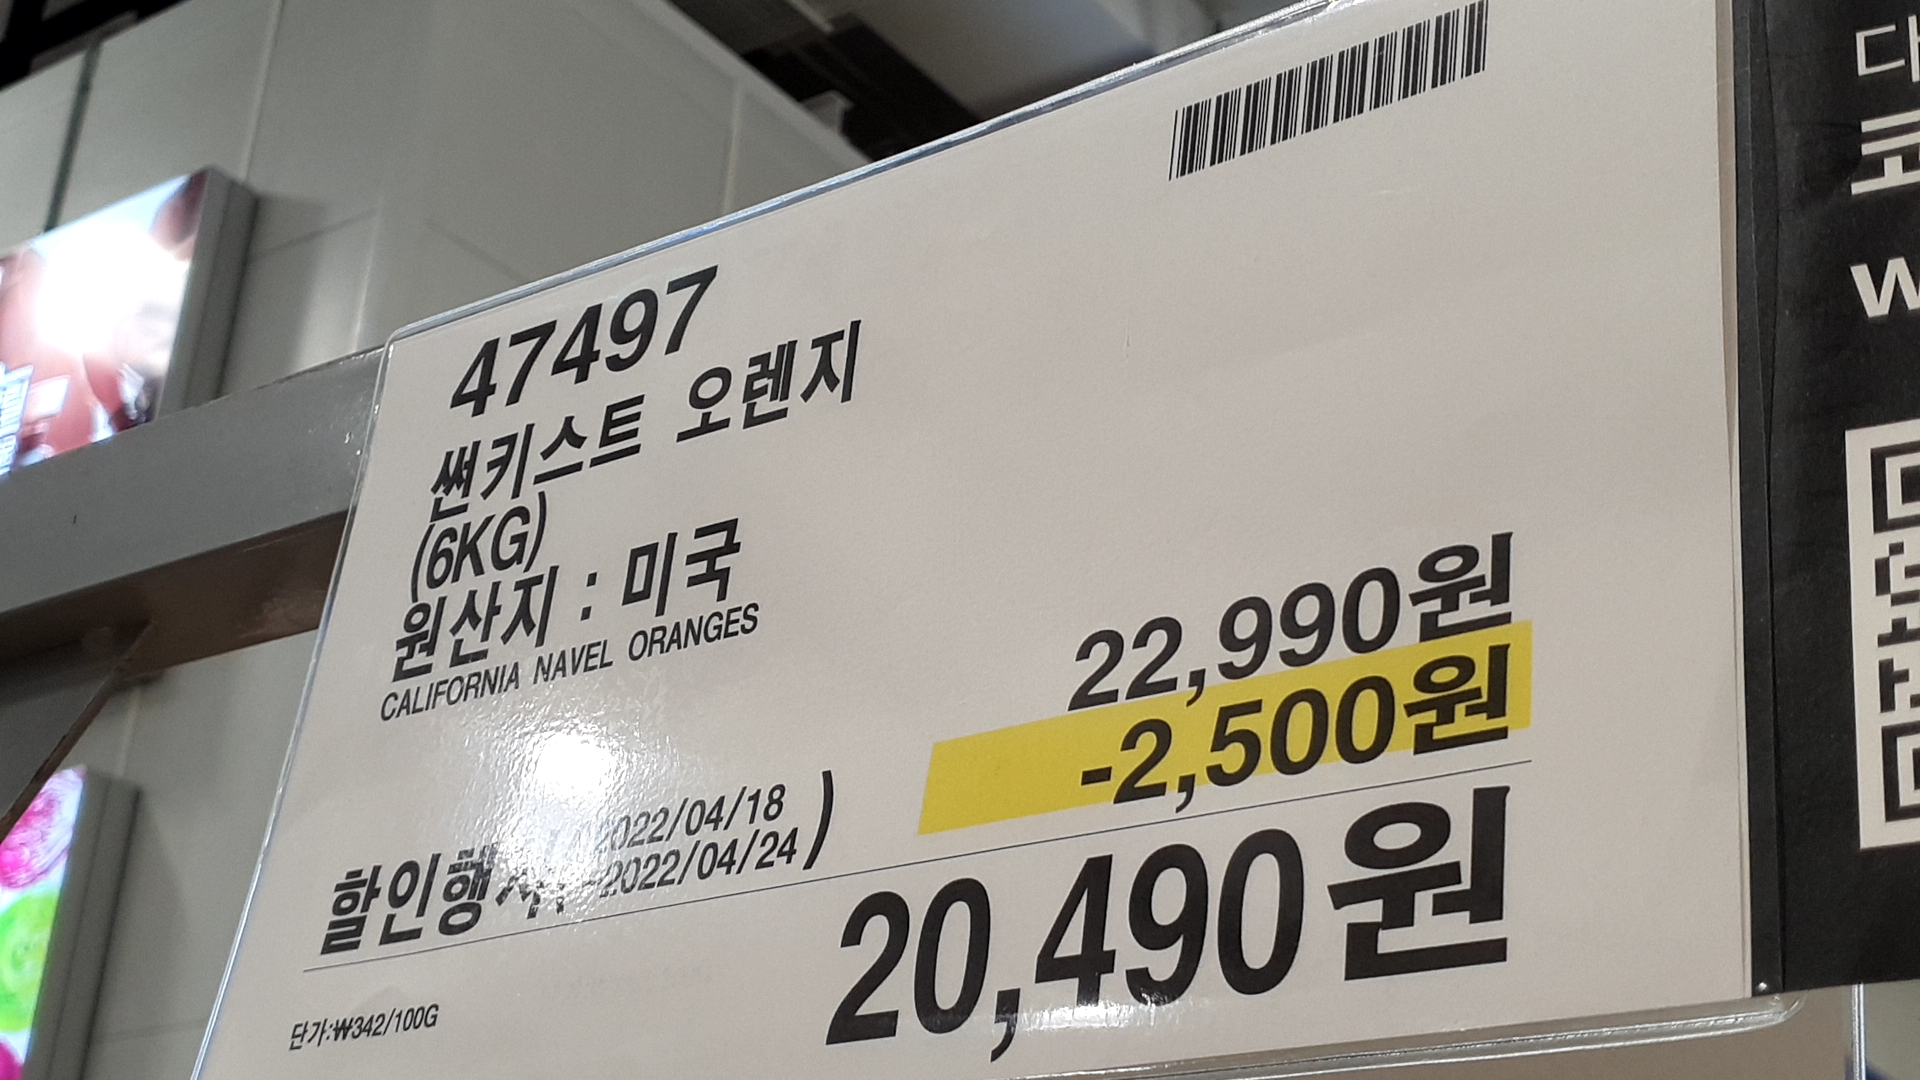 47497
썬키스트 오렌지
(6KG)
원산지 : 미국
CALIFORNIA NAVEL ORANGES
22,990원
-2,500원
2022/04/18
할인행사( -2022/04/24 )
20,490원
단가:₩342/100G